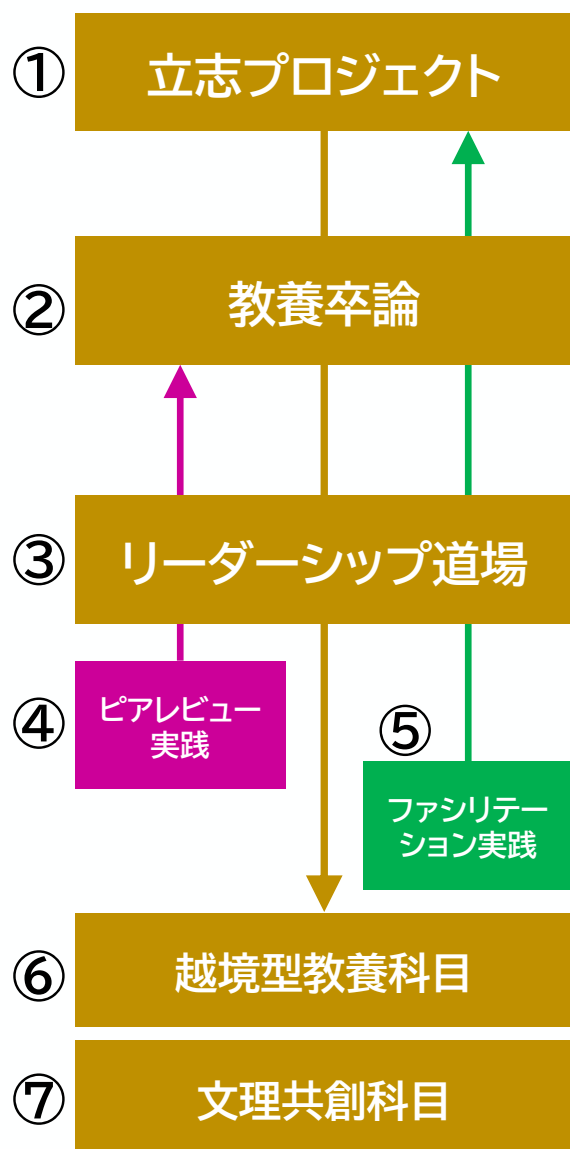 ① 立志プロジェクト
② 教養卒論
③ リーダーシップ道場
④ ピアレビュー
実践
⑤
ファシリテー
ション実践
⑥ 越境型教養科目
⑦ 文理共創科目